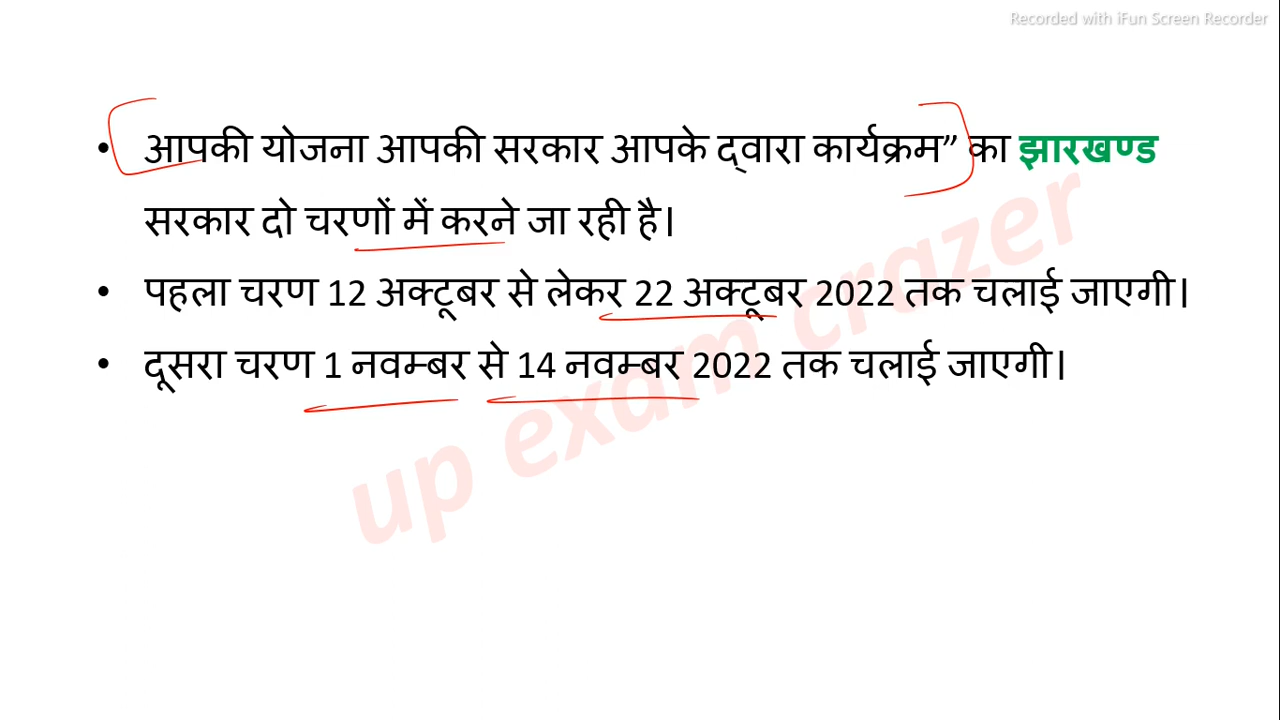 Recorded with iFun Screen Recorder
• आपकी योजना आपकी सरकार आपके द्वारा कार्यक्रम” का झारखण्ड
सरकार दो चरणों में करने जा रही है।
• पहला चरण 12 अक्टूबर से लेकर 22 अक्टूबर 2022 तक चलाई जाएगी।
• दूसरा चरण 1 नवम्बर से 14 नवम्बर 2022 तक चलाई जाएगी।
up exam crazer